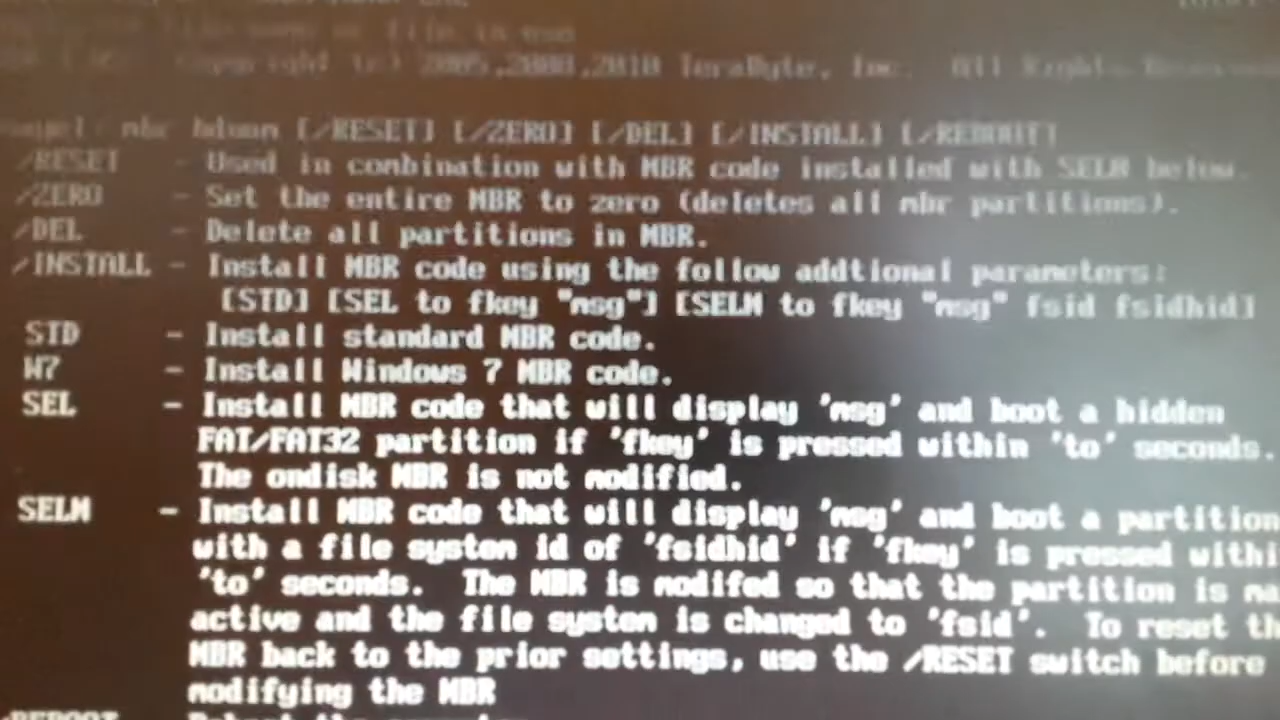 Copyright (c) 2005,2008,2010 TeraByte, Inc. All Rights Reserved
mbr hdnum [/RESET] [/ZERO] [/DEL] [/INSTALL] [/REBOOT]
/RESET - Used in combination with MBR code installed with SELM below.
/ZERO - Set the entire MBR to zero (deletes all mbr partitions).
/DEL - Delete all partitions in MBR.
/INSTALL - Install MBR code using the follow addtional parameters:
[STD] [SEL to fkey "msg"] [SELM to fkey "msg" fsid fsidhid]
STD - Install standard MBR code.
W7 - Install Windows 7 MBR code.
SEL - Install MBR code that will display 'msg' and boot a hidden
FAT/FAT32 partition if 'fkey' is pressed within 'to' seconds.
The ondisk MBR is not modified.
SELM - Install MBR code that will display 'msg' and boot a partition
with a file system id of 'fsidhid' if 'fkey' is pressed withi
'to' seconds. The MBR is modifed so that the partition is ma
active and the file system is changed to 'fsid'. To reset th
MBR back to the prior settings, use the /RESET switch before
modifying the MBR
/REBOOT - Reboot the computer